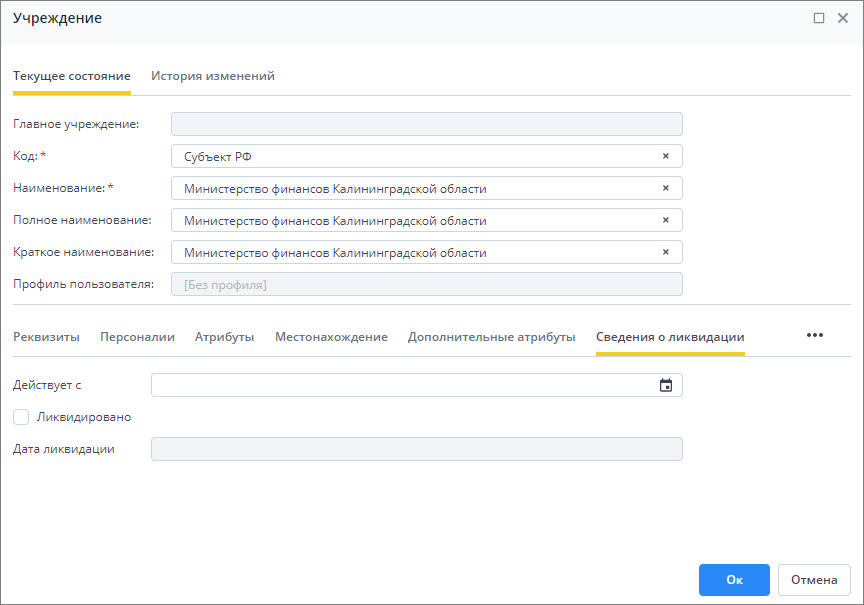 Учреждение
Текущее состояние История изменений
Главное учреждение:
Код: * Субъект РФ ×
Наименование: * Министерство финансов Калининградской области ×
Полное наименование: Министерство финансов Калининградской области ×
Краткое наименование: Министерство финансов Калининградской области ×
Профиль пользователя: [Без профиля]
Реквизиты Персоналии Атрибуты Местонахождение Дополнительные атрибуты Сведения о ликвидации •••
Действует с
Ликвидировано
Дата ликвидации
Ок Отмена